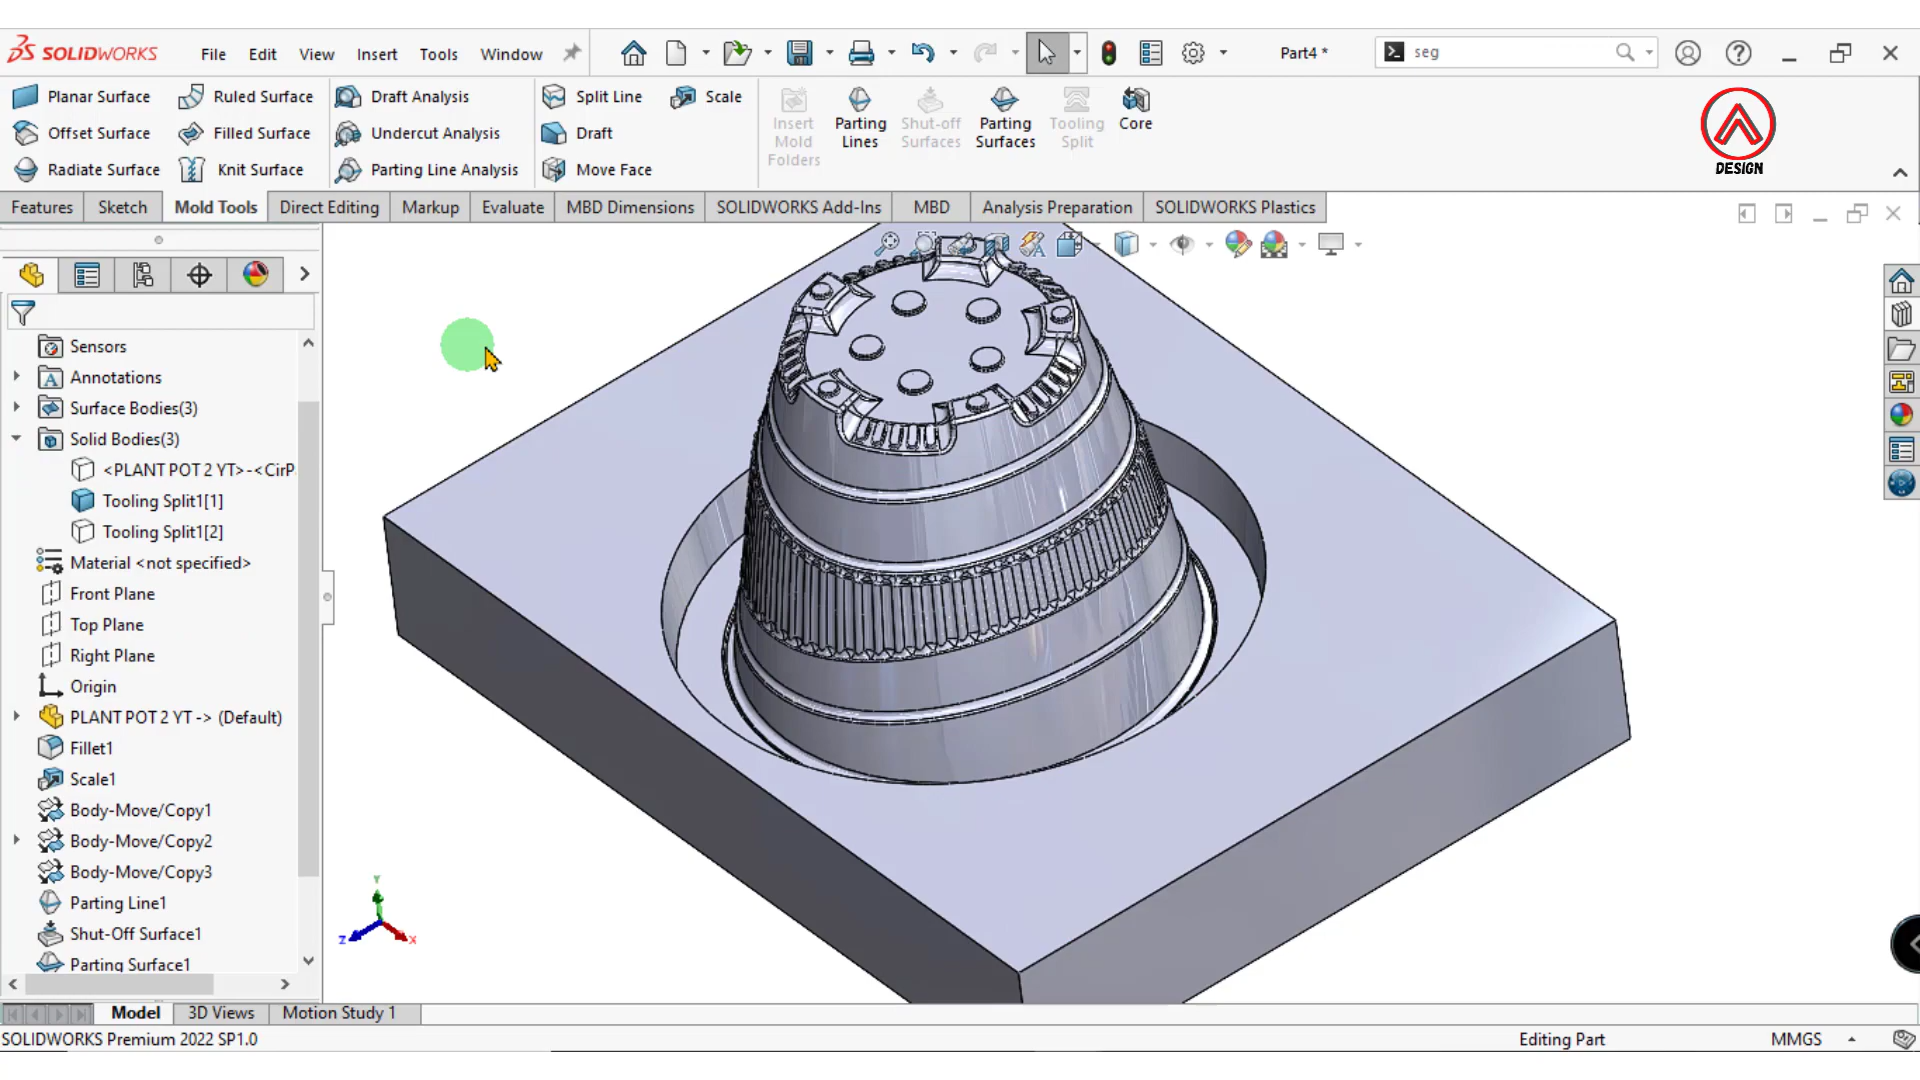 SOLIDWORKS File Edit View Insert Tools Window Part4 * seg
Planar Surface Ruled Surface Draft Analysis Split Line Scale
Offset Surface Filled Surface Undercut Analysis Draft
Radiate Surface Knit Surface Parting Line Analysis Move Face
Insert Mold Folders
Parting Lines
Shut-off Surfaces
Parting Surfaces
Tooling Split
Core
DESIGN
Features Sketch Mold Tools Direct Editing Markup Evaluate MBD Dimensions SOLIDWORKS Add-Ins MBD Analysis Preparation SOLIDWORKS Plastics
Sensors
Annotations
Surface Bodies(3)
Solid Bodies(3)
<PLANT POT 2 YT>-<CirP
Tooling Split1[1]
Tooling Split1[2]
Material <not specified>
Front Plane
Top Plane
Right Plane
Origin
PLANT POT 2 YT -> (Default)
Fillet1
Scale1
Body-Move/Copy1
Body-Move/Copy2
Body-Move/Copy3
Parting Line1
Shut-Off Surface1
Parting Surface1
Y
Z
X
Model 3D Views Motion Study 1
SOLIDWORKS Premium 2022 SP1.0 Editing Part MMGS